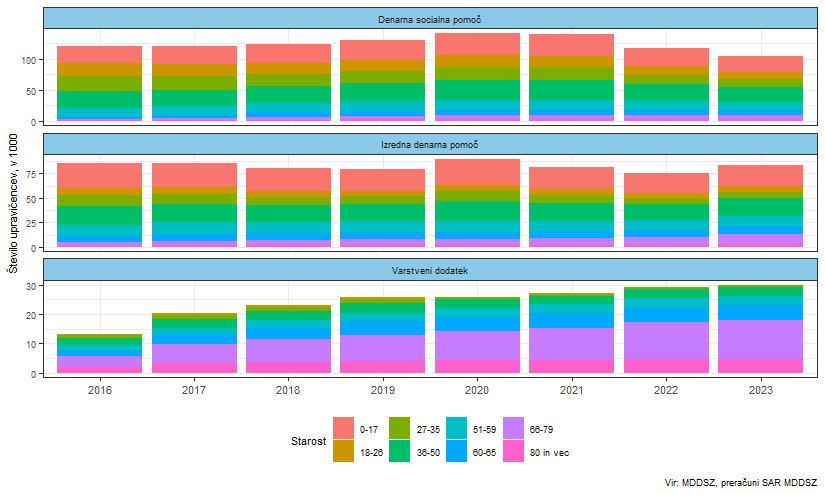 Denarna socialna pomoč
100
50
0
Izredna denarna pomoč
75
50
25
0
Varstveni dodatek
30
20
10
0
Število upravičencev, v 1000
2016 2017 2018 2019 2020 2021 2022 2023
Starost
0-17 27-35 51-59 66-79
18-26 36-50 60-65 80 in vec
Vir: MDDSZ, preračuni SAR MDDSZ